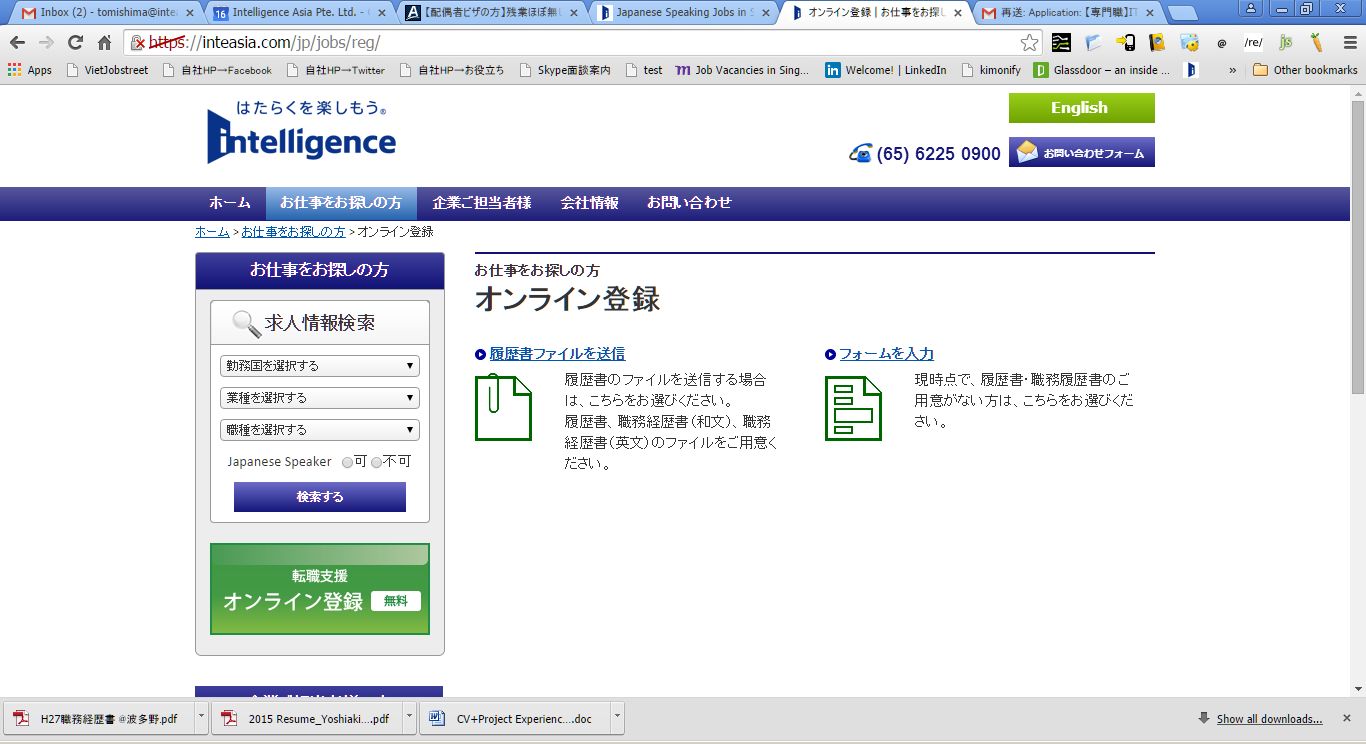 Inbox (2) - tomishima@inte
Intelligence Asia Pte. Ltd. -
【配偶者ビザの方】残業ほぼ無
Japanese Speaking Jobs in S
オンライン登録 | お仕事をお探し
再送: Application:【専門職】IT
https://inteasia.com/jp/jobs/reg/
@
/re/
js
Apps
VietJobstreet
自社HP→Facebook
自社HP→Twitter
自社HP→お役立ち
Skype面談案内
test
Job Vacancies in Sing...
Welcome! | LinkedIn
kimonify
Glassdoor – an inside ...
»
Other bookmarks
はたらくを楽しもう®
intelligence
English
(65) 6225 0900
お問い合わせフォーム
ホーム
お仕事をお探しの方
企業ご担当者様
会社情報
お問い合わせ
ホーム > お仕事をお探しの方 > オンライン登録
お仕事をお探しの方
求人情報検索
勤務国を選択する
業種を選択する
職種を選択する
Japanese Speaker 可 不可
検索する
転職支援
オンライン登録 無料
お仕事をお探しの方
オンライン登録
履歴書ファイルを送信
履歴書のファイルを送信する場合
は、こちらをお選びください。
履歴書、職務経歴書（和文）、職務
経歴書（英文）のファイルをご用意く
ださい。
フォームを入力
現時点で、履歴書・職務履歴書のご
用意がない方は、こちらをお選びくだ
さい。
H27職務経歴書 @波多野.pdf
2015 Resume_Yoshiaki....pdf
CV+Project Experienc....doc
Show all downloads...